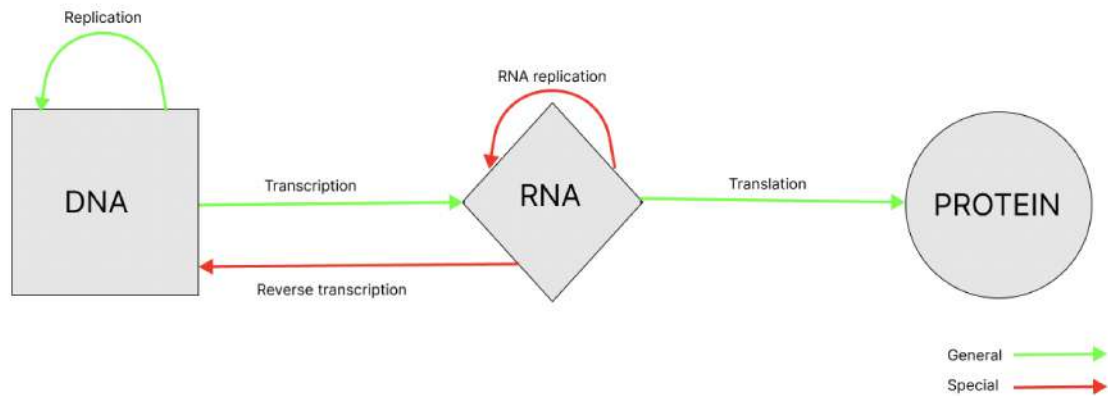 Replication
RNA replication
DNA
Transcription
RNA
Translation
PROTEIN
Reverse transcription
General
Special